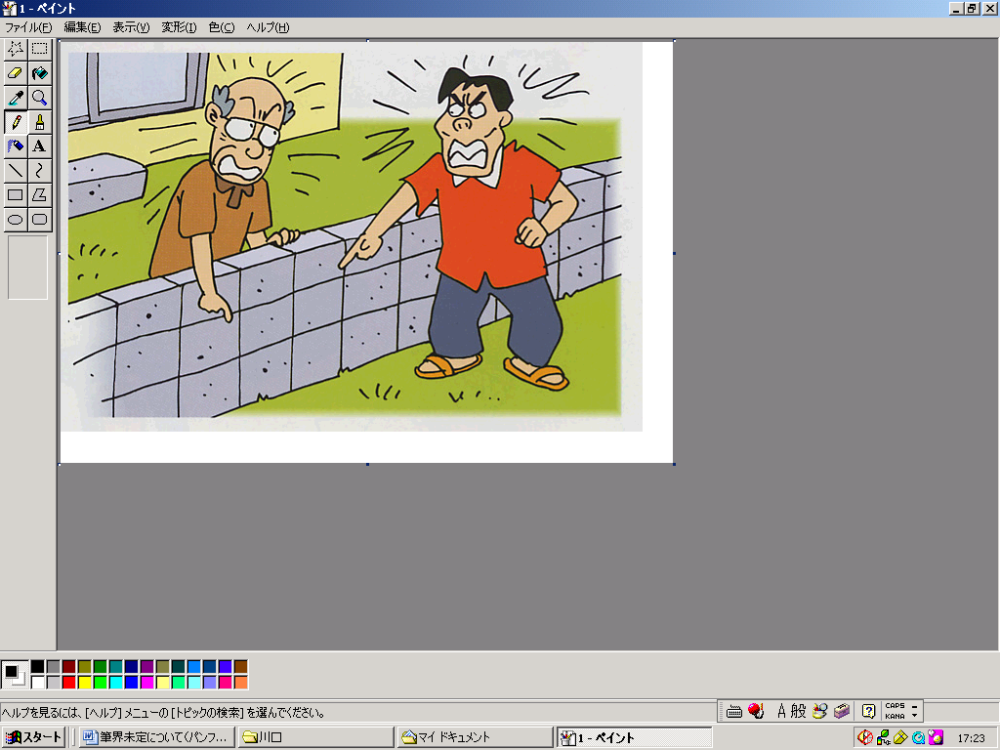 1 - ペイント
ファイル(F) 編集(E) 表示(V) 変形(I) 色(C) ヘルプ(H)
A
ヘルプを見るには、[ヘルプ] メニューの [トピックの検索] を選んでください。
A 般 CAPS KANA
スタート 筆界未定について(パンフ... 川口 マイ ドキュメント 1 - ペイント 17:23